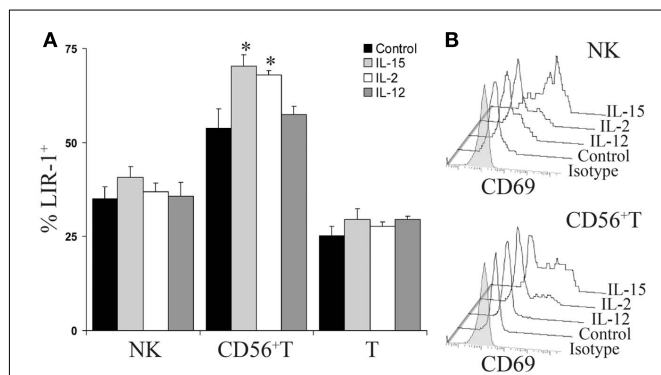 A
% LIR-1+
75
50
25
0
Control
IL-15
IL-2
IL-12
*
*
NK
CD56+T
T
B
NK
IL-15
IL-2
IL-12
Control
Isotype
CD69
CD56+T
IL-15
IL-2
IL-12
Control
Isotype
CD69